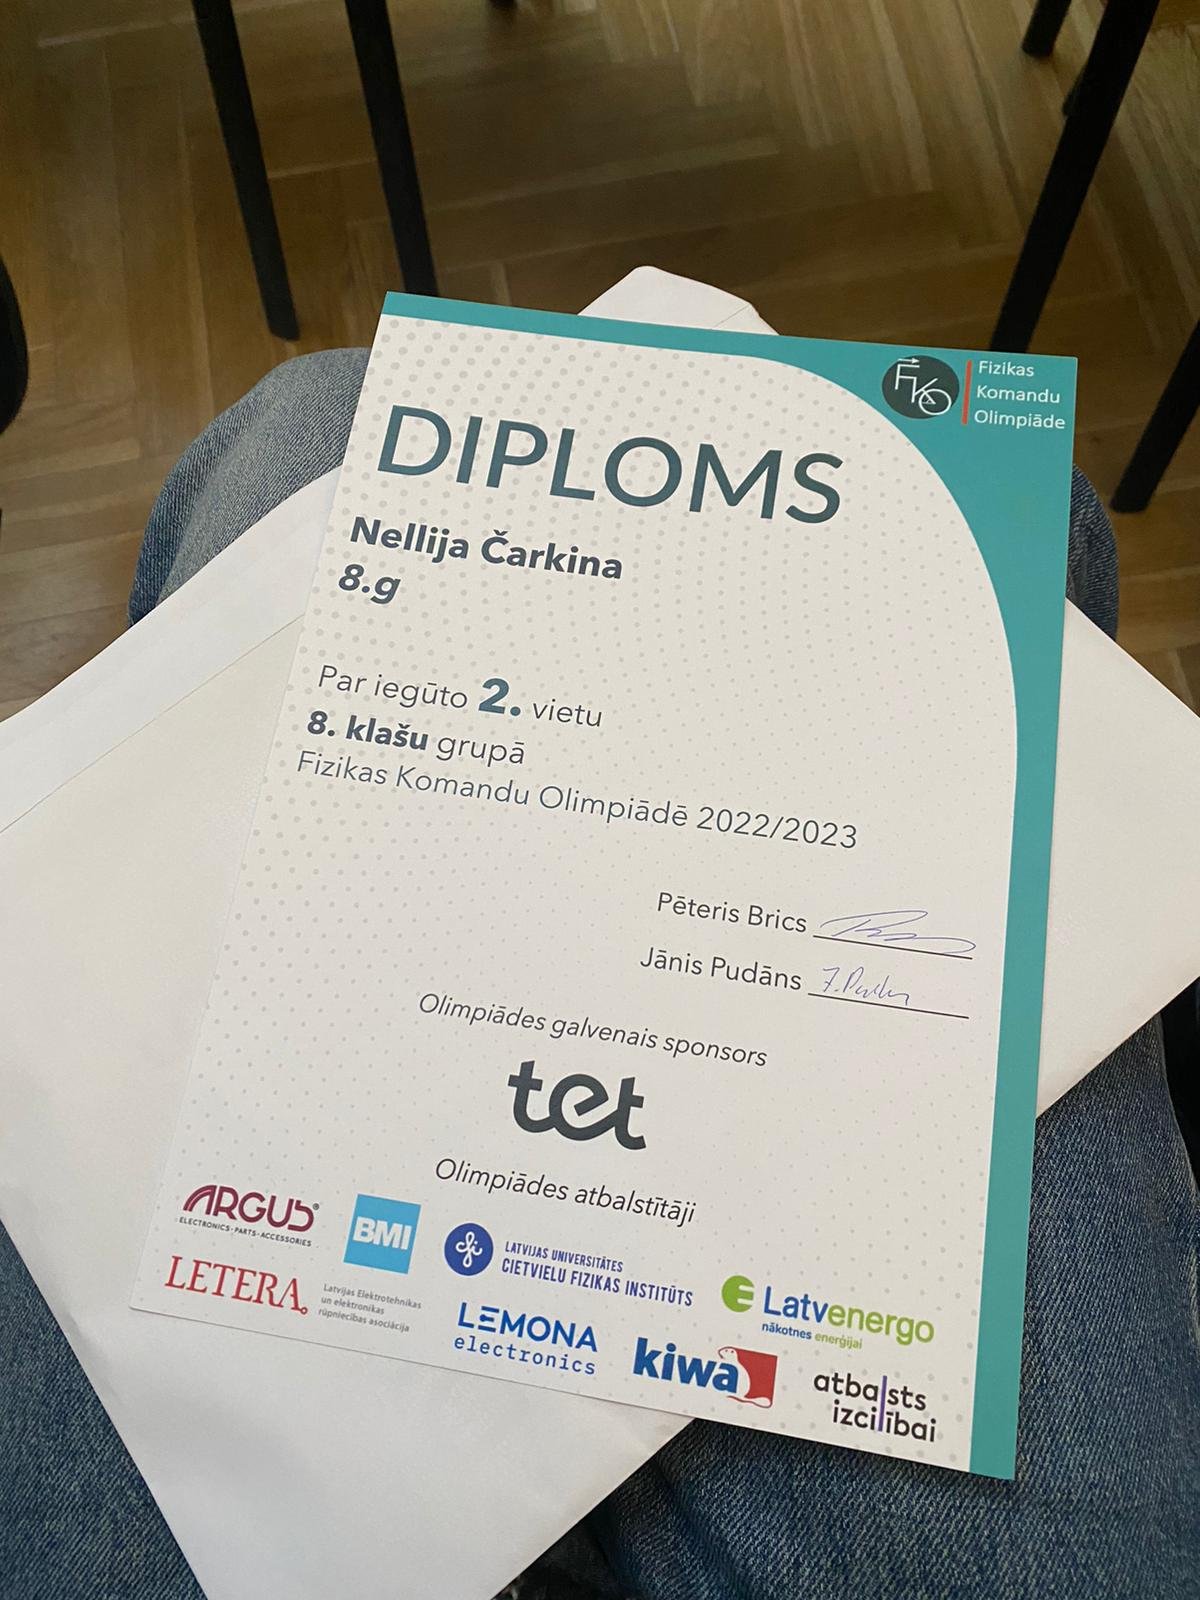 Fizikas
Komandu
Olimpiāde
DIPLOMS
Nellija Čarkina
8.g
Par iegūto 2. vietu
8. klašu grupā
Fizikas Komandu Olimpiādē 2022/2023
Pēteris Brics
Jānis Pudāns
Olimpiādes galvenais sponsors
tet
Olimpiādes atbalstītāji
ARGUS®
ELECTRONICS-PARTS-ACCESSORIES
BMI
LATVIJAS UNIVERSITĀTES
CIETVIELU FIZIKAS INSTITŪTS
Latvenergo
nākotnes enerģijai
LETERA
Latvijas Elektrotehnikas
un elektronikas
rūpniecības asociācija
LEMONA
electronics
kiwa
atbalsts
izcilībai